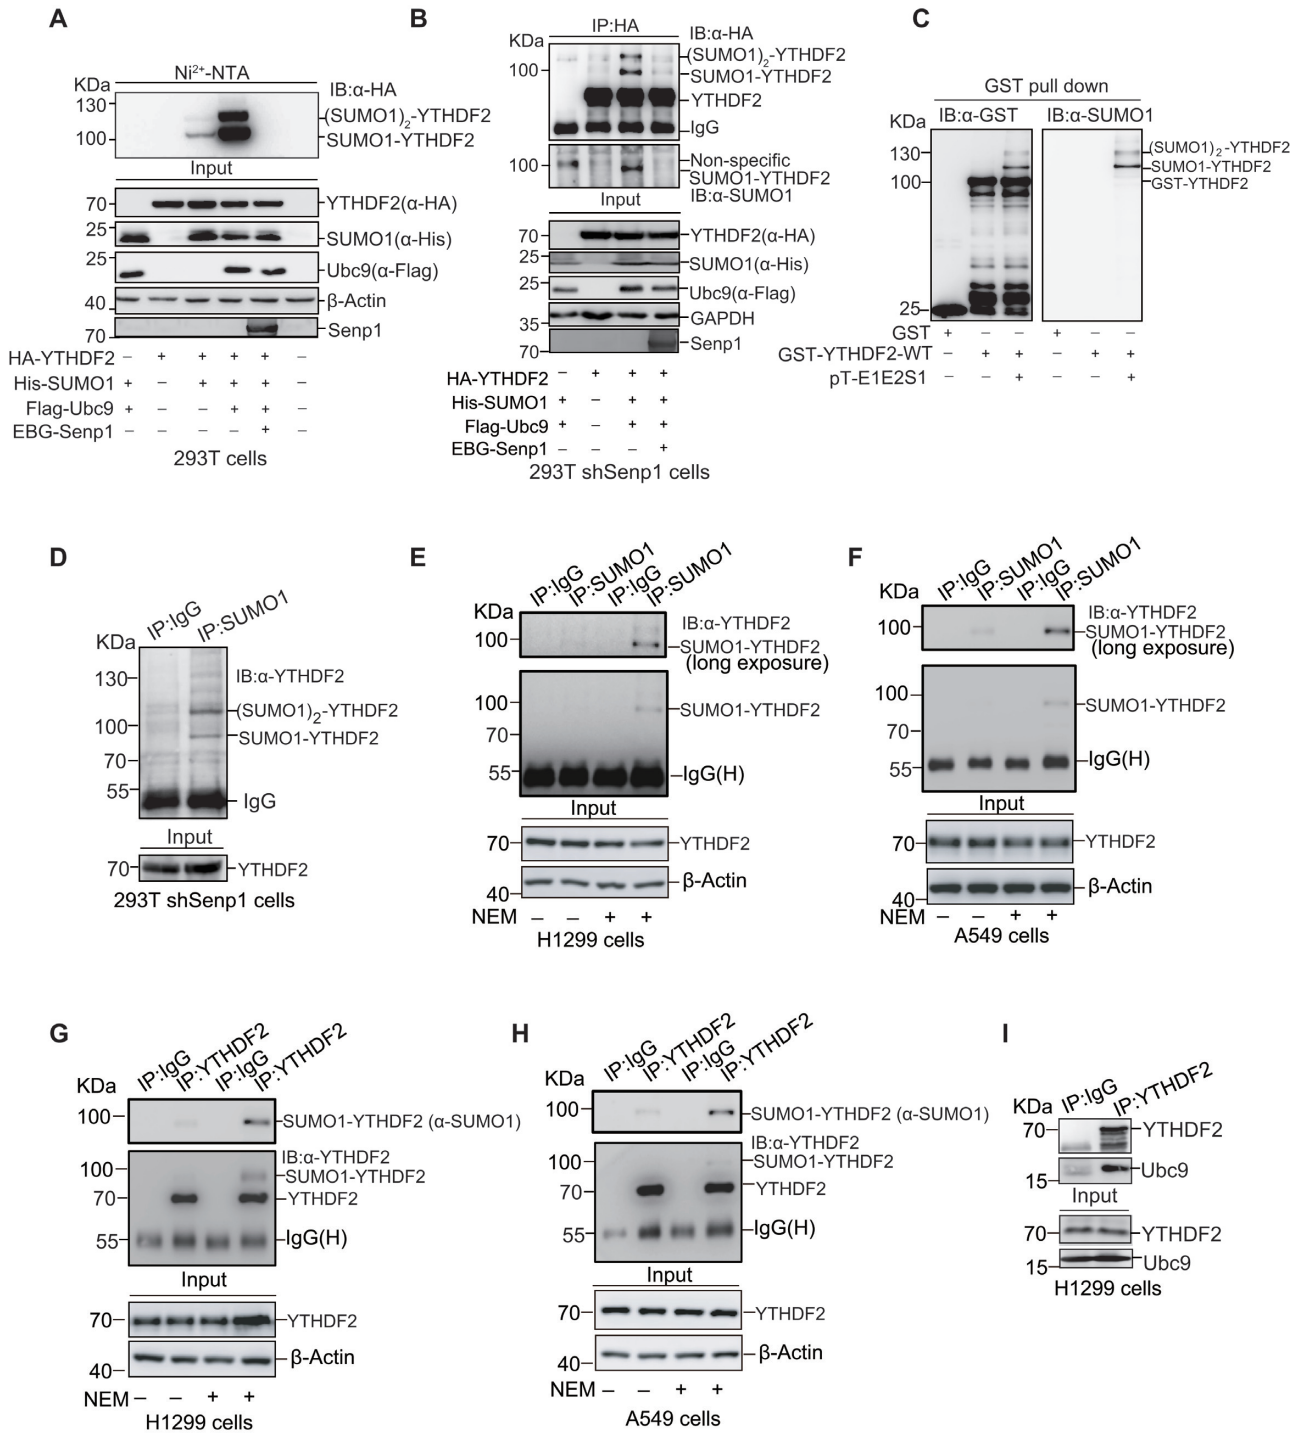 A
Ni2+-NTA
KDa
IB:α-HA
130
(SUMO1)2-YTHDF2
100
SUMO1-YTHDF2
Input
70
YTHDF2(α-HA)
25
SUMO1(α-His)
25
Ubc9(α-Flag)
40
β-Actin
70
Senp1
HA-YTHDF2 – + + + + –
His-SUMO1 + – + + + –
Flag-Ubc9 + – – + + –
EBG-Senp1 – – – – + –
293T cells
B
IP:HA
KDa
IB:α-HA
(SUMO1)2-YTHDF2
100
SUMO1-YTHDF2
YTHDF2
IgG
100
Non-specific
SUMO1-YTHDF2
IB:α-SUMO1
Input
70
YTHDF2(α-HA)
25
SUMO1(α-His)
25
Ubc9(α-Flag)
35
GAPDH
70
Senp1
HA-YTHDF2 – + + +
His-SUMO1 + – + +
Flag-Ubc9 + – + +
EBG-Senp1 – – – +
293T shSenp1 cells
C
GST pull down
KDa
IB:α-GST
IB:α-SUMO1
130
(SUMO1)2-YTHDF2
SUMO1-YTHDF2
100
GST-YTHDF2
25
GST + – – + – –
GST-YTHDF2-WT – + + – + +
pT-E1E2S1 – – + – – +
D
IP:IgG
IP:SUMO1
KDa
IB:α-YTHDF2
130
(SUMO1)2-YTHDF2
100
SUMO1-YTHDF2
70
55
IgG
Input
70
YTHDF2
293T shSenp1 cells
E
IP:IgG
IP:SUMO1
IP:IgG
IP:SUMO1
KDa
IB:α-YTHDF2
100
SUMO1-YTHDF2
(long exposure)
100
SUMO1-YTHDF2
70
55
IgG(H)
Input
70
YTHDF2
40
β-Actin
NEM – – + +
H1299 cells
F
IP:IgG
IP:SUMO1
IP:IgG
IP:SUMO1
KDa
IB:α-YTHDF2
100
SUMO1-YTHDF2
(long exposure)
100
SUMO1-YTHDF2
70
55
IgG(H)
Input
70
YTHDF2
40
β-Actin
NEM – – + +
A549 cells
G
IP:IgG
IP:YTHDF2
IP:IgG
IP:YTHDF2
KDa
100
SUMO1-YTHDF2 (α-SUMO1)
IB:α-YTHDF2
100
SUMO1-YTHDF2
70
YTHDF2
55
IgG(H)
Input
70
YTHDF2
40
β-Actin
NEM – – + +
H1299 cells
H
IP:IgG
IP:YTHDF2
IP:IgG
IP:YTHDF2
KDa
100
SUMO1-YTHDF2 (α-SUMO1)
IB:α-YTHDF2
100
SUMO1-YTHDF2
70
YTHDF2
55
IgG(H)
Input
70
YTHDF2
40
β-Actin
NEM – – + +
A549 cells
I
IP:IgG
IP:YTHDF2
KDa
70
YTHDF2
15
Ubc9
Input
70
YTHDF2
15
Ubc9
H1299 cells